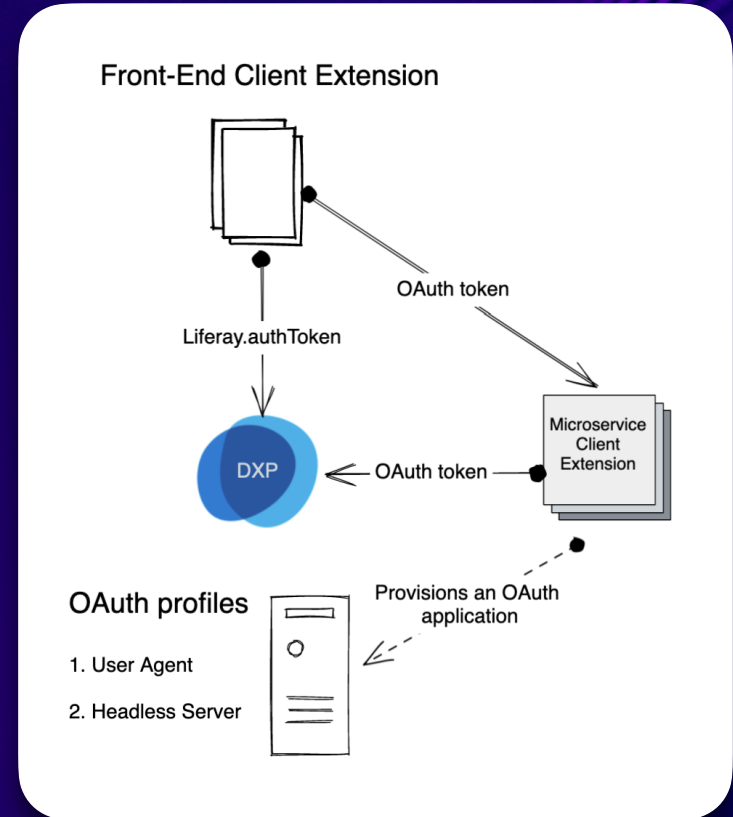 Front-End Client Extension
OAuth token
Liferay.authToken
Microservice
Client
Extension
DXP
OAuth token
Provisions an OAuth
application
OAuth profiles
1. User Agent
2. Headless Server